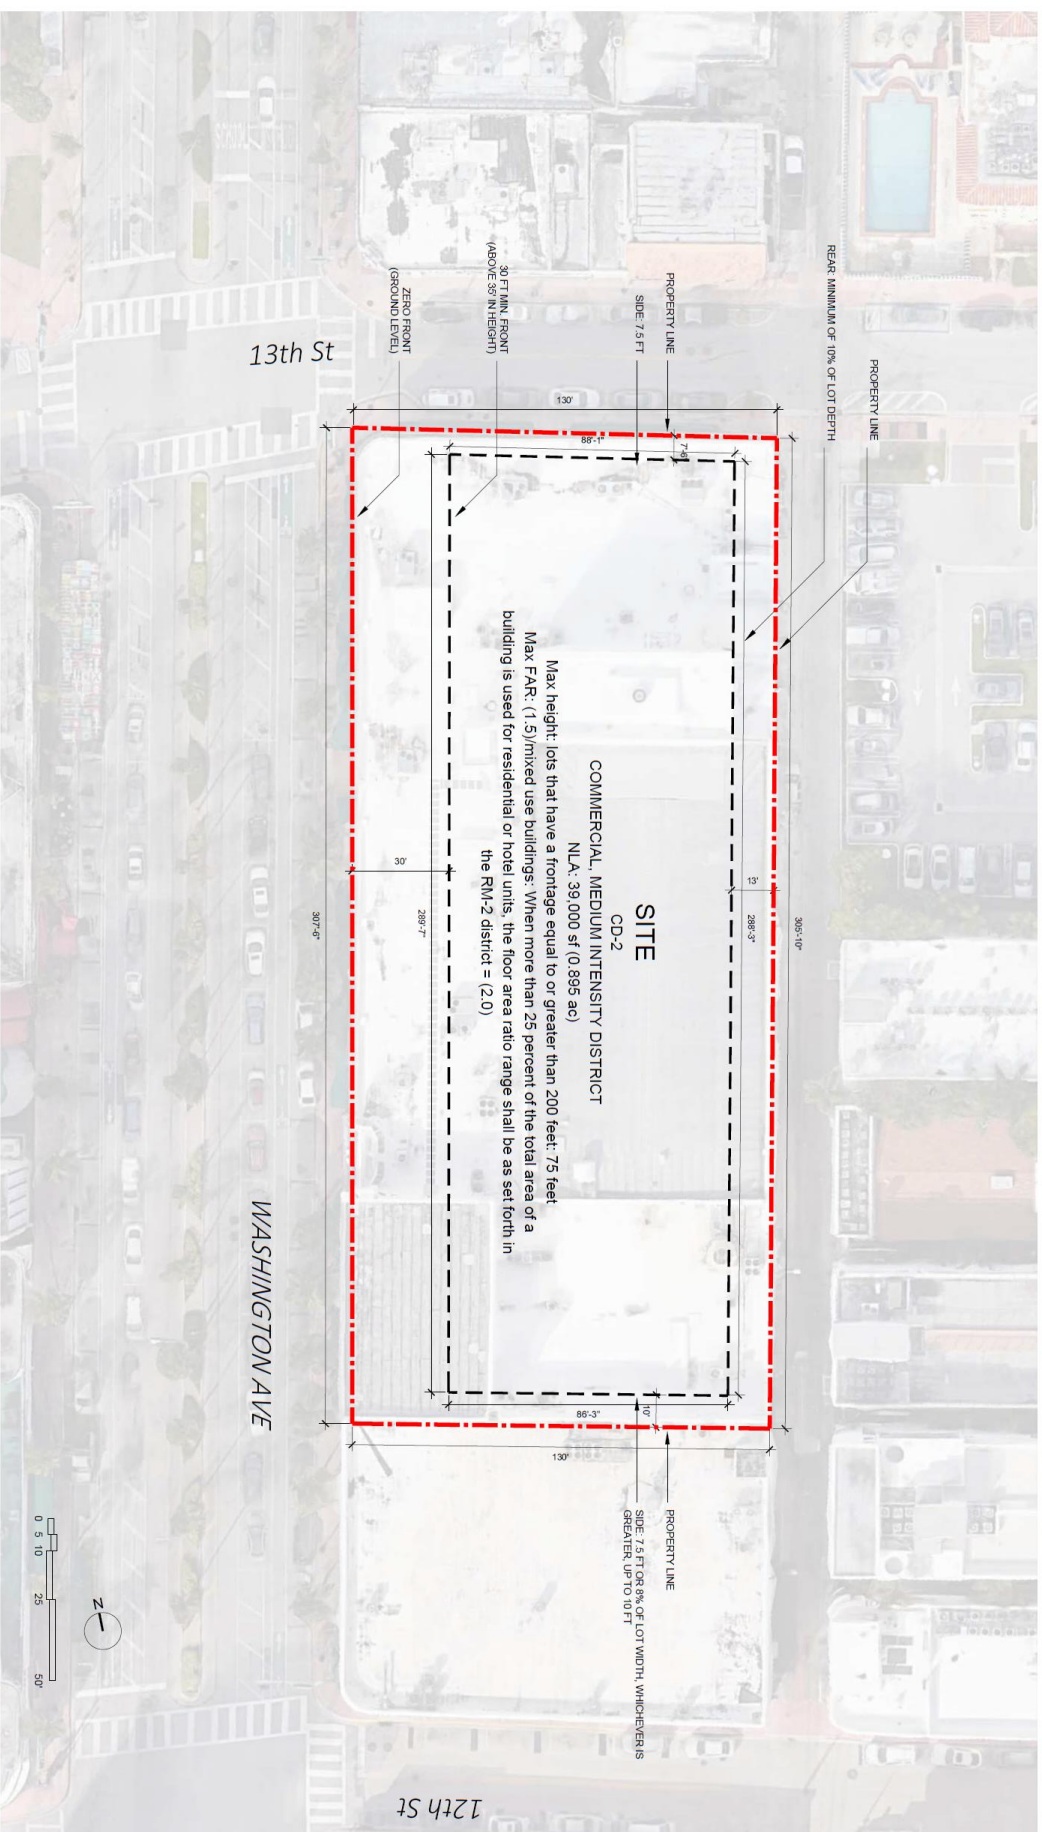 REAR: MINIMUM OF 10% OF LOT DEPTH
PROPERTY LINE
PROPERTY LINE
SIDE: 7.5 FT
30 FT MIN. FRONT
(ABOVE 35' IN HEIGHT)
ZERO FRONT
(GROUND LEVEL)
13th St
130'
88'-1"
7'-6"
SITE
CD-2
COMMERCIAL, MEDIUM INTENSITY DISTRICT
NLA: 39,000 sf (0.895 ac)
Max height: lots that have a frontage equal to or greater than 200 feet: 75 feet
Max FAR: (1.5)/mixed use buildings: When more than 25 percent of the total area of a
building is used for residential or hotel units, the floor area ratio range shall be as set forth in
the RM-2 district = (2.0)
30'
13'
305'-10"
288'-3"
289'-7"
307'-6"
WASHINGTON AVE
86'-3"
10'
130'
PROPERTY LINE
SIDE: 7.5 FT OR 8% OF LOT WIDTH, WHICHEVER IS
GREATER, UP TO 10 FT
0 5 10 25 50'
N
12th St